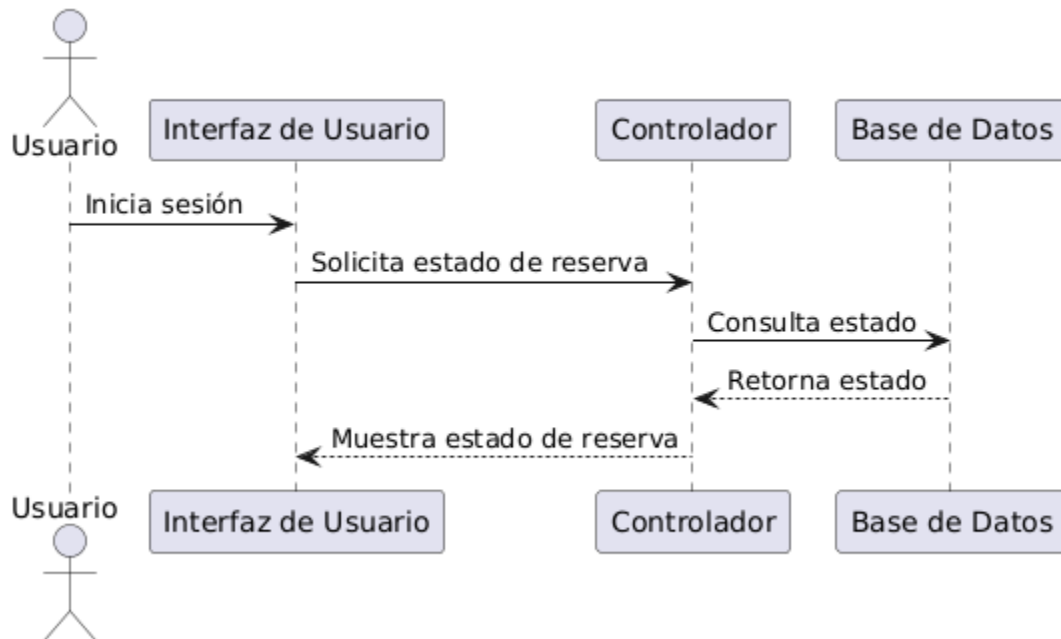 Usuario
Interfaz de Usuario
Controlador
Base de Datos
Inicia sesión
Solicita estado de reserva
Consulta estado
Retorna estado
Muestra estado de reserva
Usuario
Interfaz de Usuario
Controlador
Base de Datos